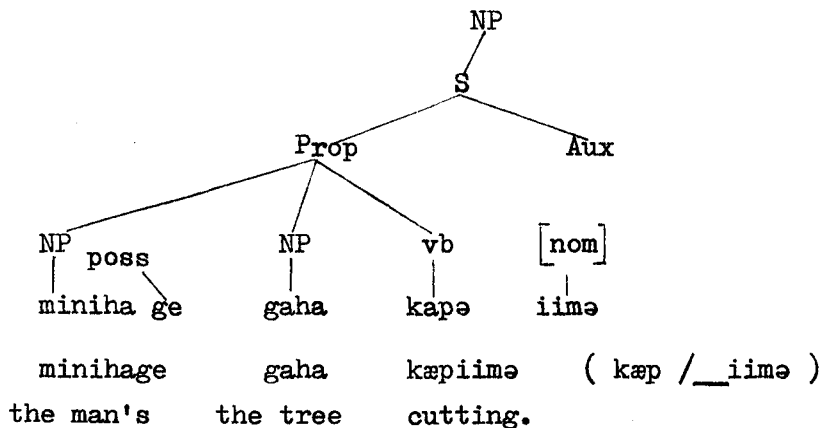 NP
S
Prop Aux
NP poss NP vb [nom]
miniha ge gaha kapə iimə
minihage gaha kæpiimə ( kæp /__iimə )
the man's the tree cutting.